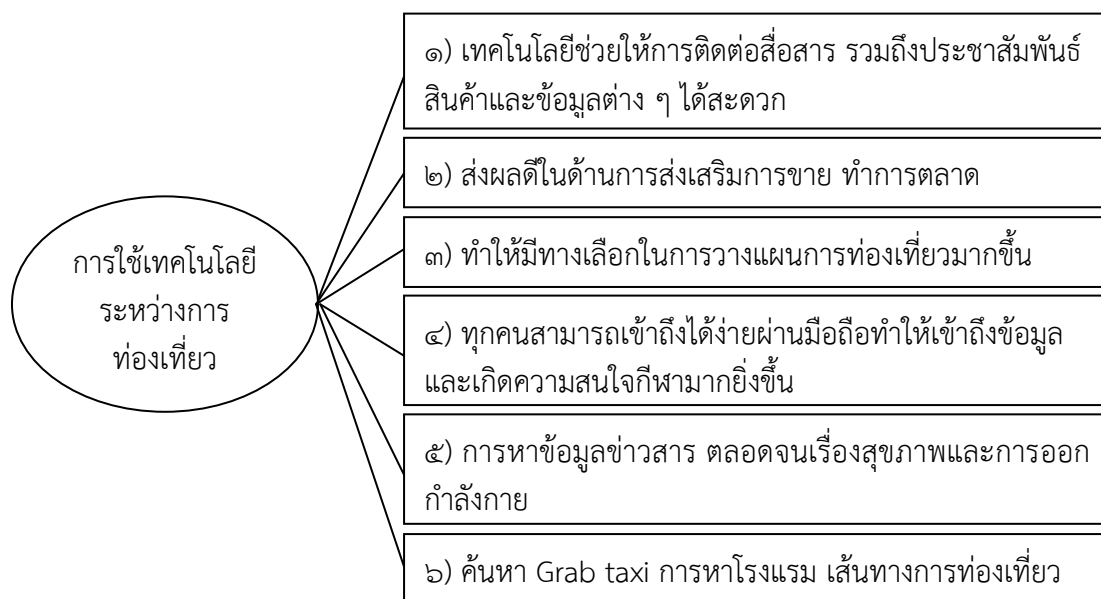 การใช้เทคโนโลยี
ระหว่างการ
ท่องเที่ยว
๑) เทคโนโลยีช่วยให้การติดต่อสื่อสาร รวมถึงประชาสัมพันธ์
สินค้าและข้อมูลต่าง ๆ ได้สะดวก
๒) ส่งผลดีในด้านการส่งเสริมการขาย ทำการตลาด
๓) ทำให้มีทางเลือกในการวางแผนการท่องเที่ยวมากขึ้น
๔) ทุกคนสามารถเข้าถึงได้ง่ายผ่านมือถือทำให้เข้าถึงข้อมูล
และเกิดความสนใจกีฬามากยิ่งขึ้น
๕) การหาข้อมูลข่าวสาร ตลอดจนเรื่องสุขภาพและการออก
กำลังกาย
๖) ค้นหา Grab taxi การหาโรงแรม เส้นทางการท่องเที่ยว